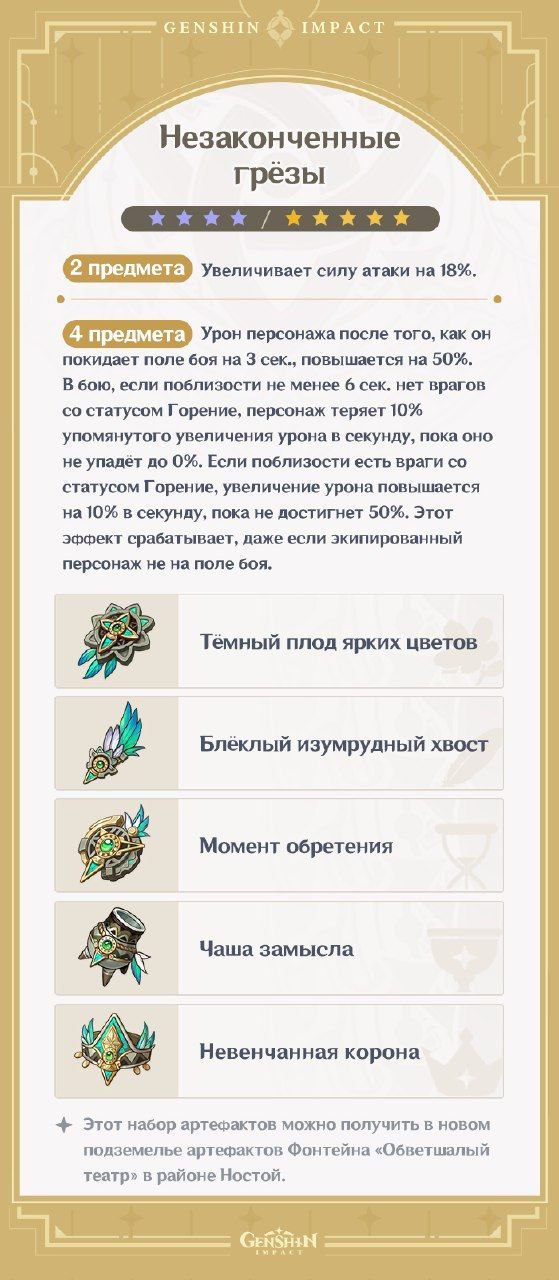 GENSHIN IMPACT
Незаконченные
грёзы
/
2 предмета Увеличивает силу атаки на 18%.
4 предмета Урон персонажа после того, как он
покидает поле боя на 3 сек., повышается на 50%.
В бою, если поблизости не менее 6 сек. нет врагов
со статусом Горение, персонаж теряет 10%
упомянутого увеличения урона в секунду, пока оно
не упадёт до 0%. Если поблизости есть враги со
статусом Горение, увеличение урона повышается
на 10% в секунду, пока не достигнет 50%. Этот
эффект срабатывает, даже если экипированный
персонаж не на поле боя.
Тёмный плод ярких цветов
Блёклый изумрудный хвост
Момент обретения
Чаша замысла
Невенчанная корона
Этот набор артефактов можно получить в новом
подземелье артефактов Фонтейна «Обветшалый
театр» в районе Ностой.
GENSHIN
IMPACT